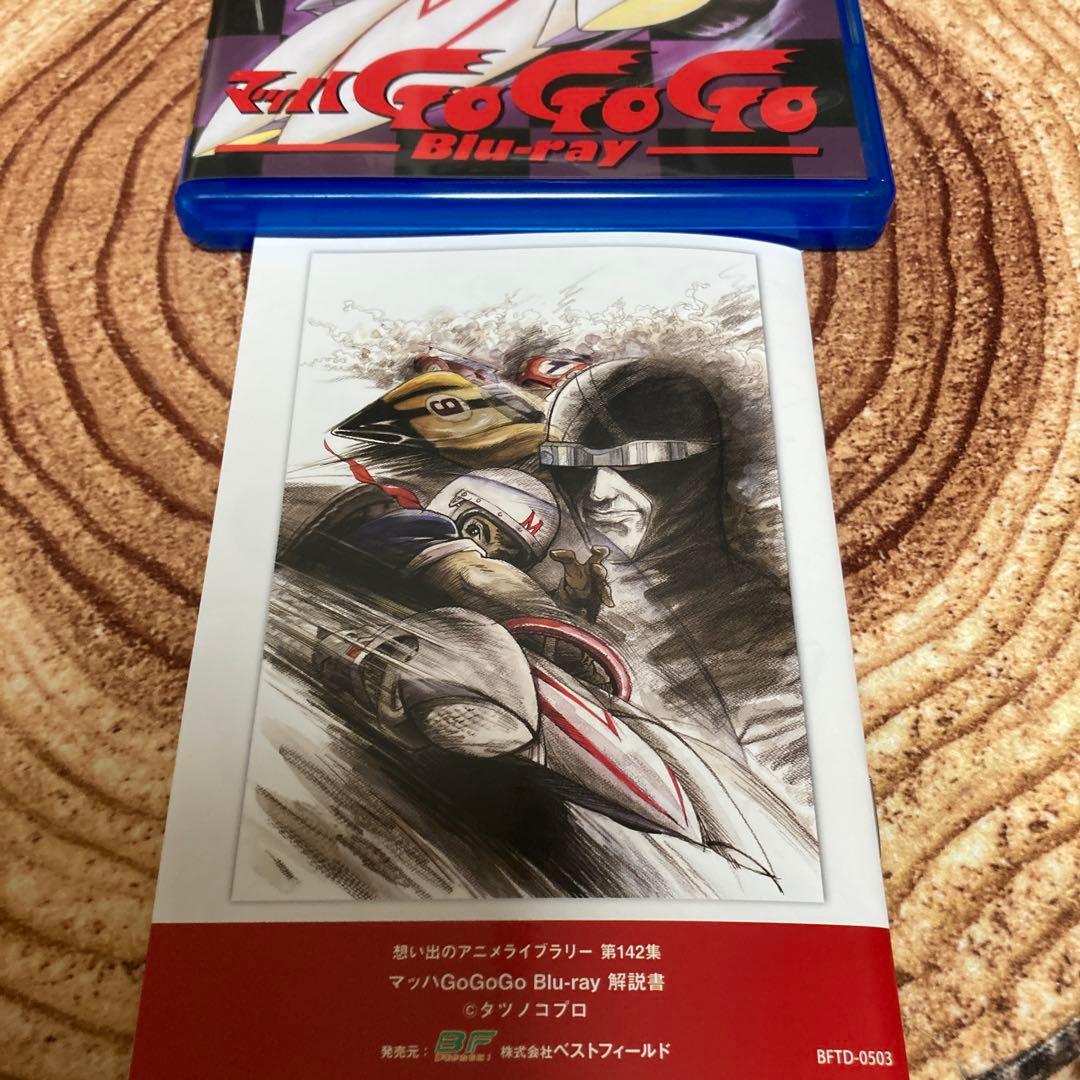 マッハGoGoGo
Blu-ray
7
8
M
想い出のアニメライブラリー 第142集
マッハGoGoGo Blu-ray 解説書
©タツノコプロ
発売元: BF 株式会社ベストフィールド
BFTD-0503